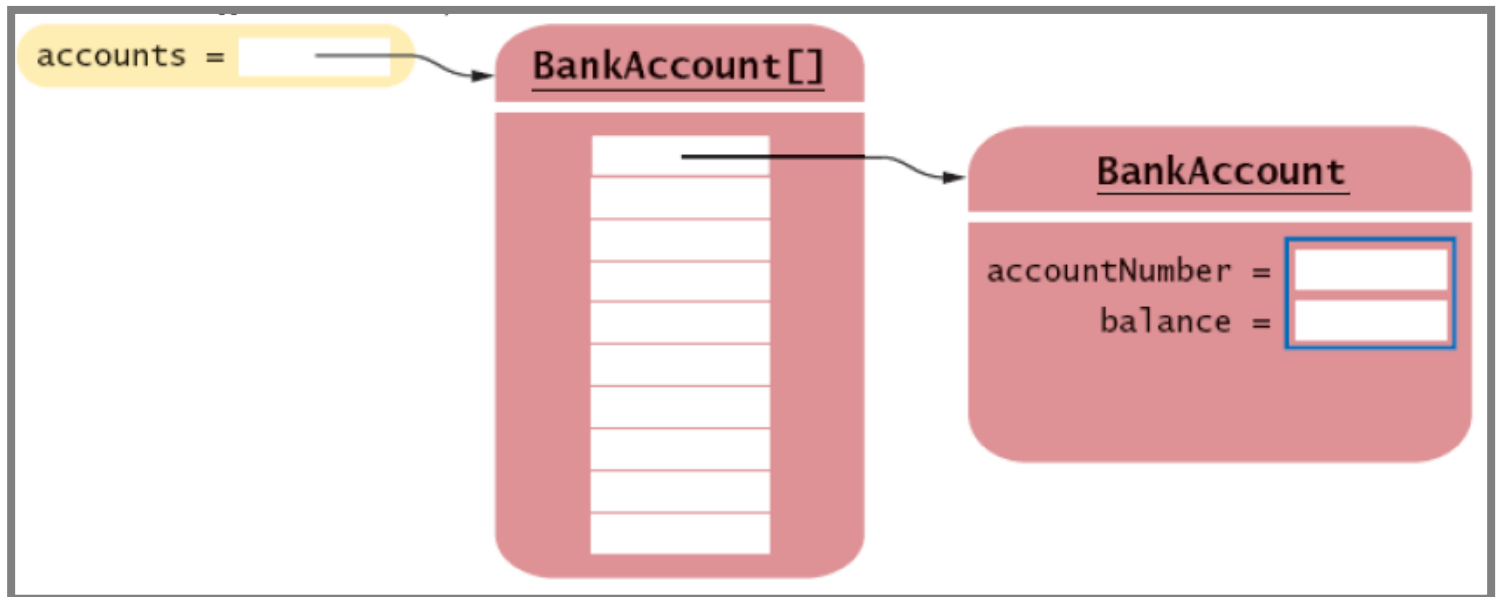 accounts =
BankAccount[]
BankAccount
accountNumber =
balance =